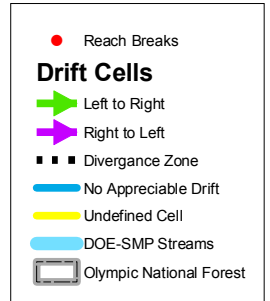 Reach Breaks
Drift Cells
Left to Right
Right to Left
Divergance Zone
No Appreciable Drift
Undefined Cell
DOE-SMP Streams
Olympic National Forest